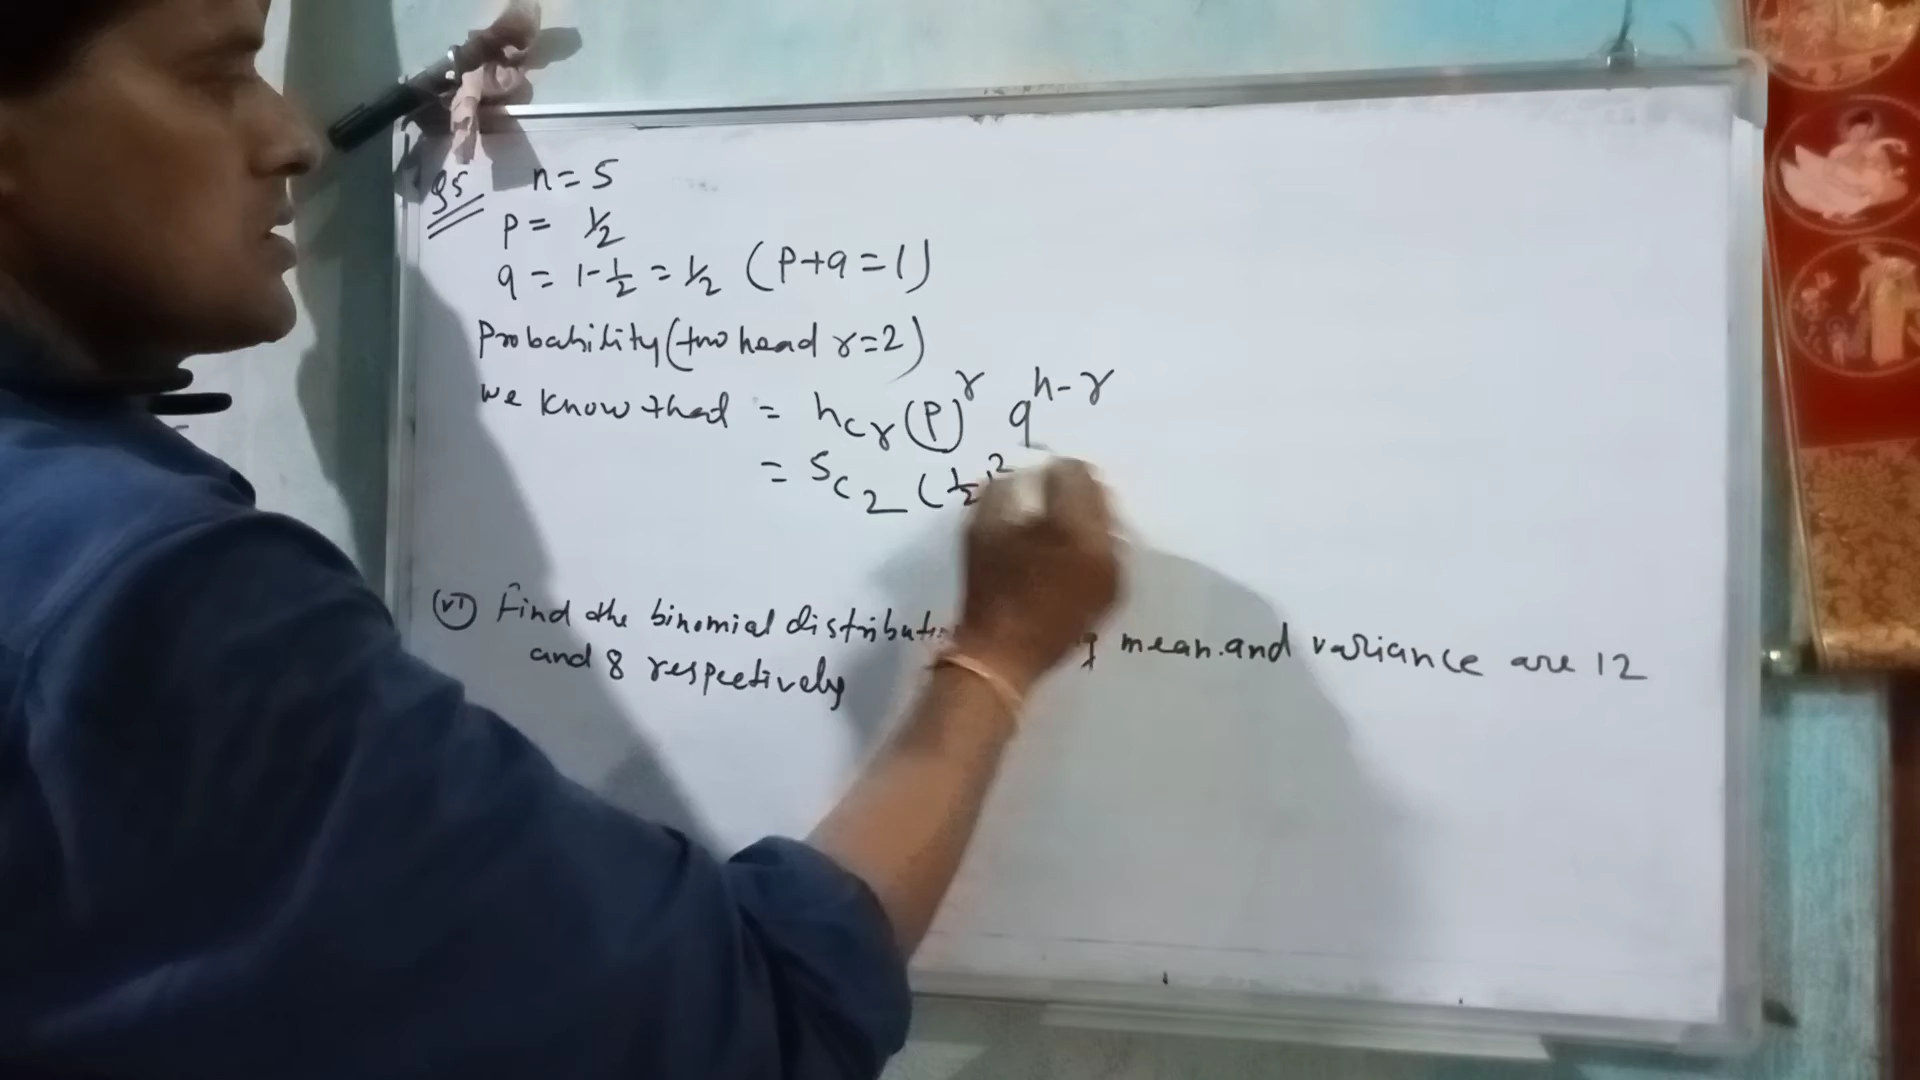 Q5 n = 5
p = 1/2
q = 1 - 1/2 = 1/2 (p+q=1)
Probability (two head r=2)
we know that = ncr (p)^r q^n-r
= 5c2 (1/2)^2
(VI) Find the binomial mean and variance are 12
and 8 respectively